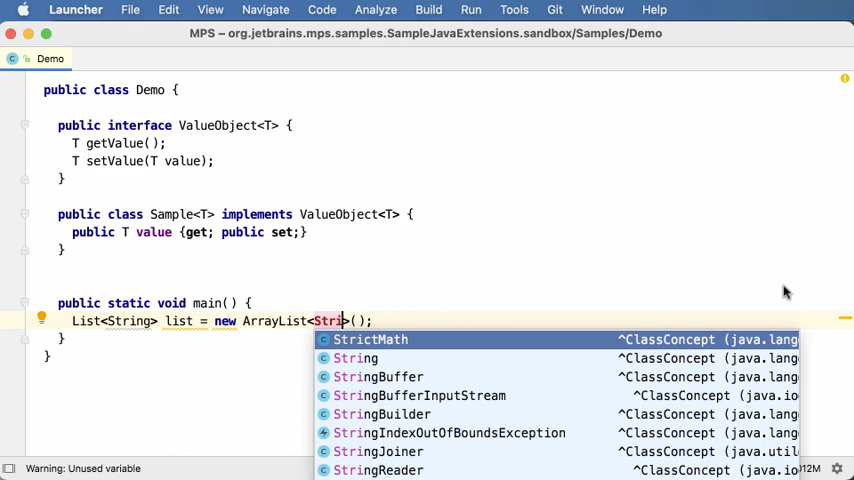 Launcher File Edit View Navigate Code Analyze Build Run Tools Git Window Help
MPS – org.jetbrains.mps.samples.SampleJavaExtensions.sandbox/Samples/Demo
C Demo
public class Demo {
public interface ValueObject<T> {
T getValue();
T setValue(T value);
}
public class Sample<T> implements ValueObject<T> {
public T value {get; public set;}
}
public static void main() {
List<String> list = new ArrayList<Stri>();
}
}
C StrictMath ^ClassConcept (java.lang
C String ^ClassConcept (java.lang
C StringBuffer ^ClassConcept (java.lang
C StringBufferInputStream ^ClassConcept (java.io
C StringBuilder ^ClassConcept (java.lang
StringIndexOutOfBoundsException ^ClassConcept (java.lang
C StringJoiner ^ClassConcept (java.util
C StringReader ^ClassConcept (java.io
Warning: Unused variable